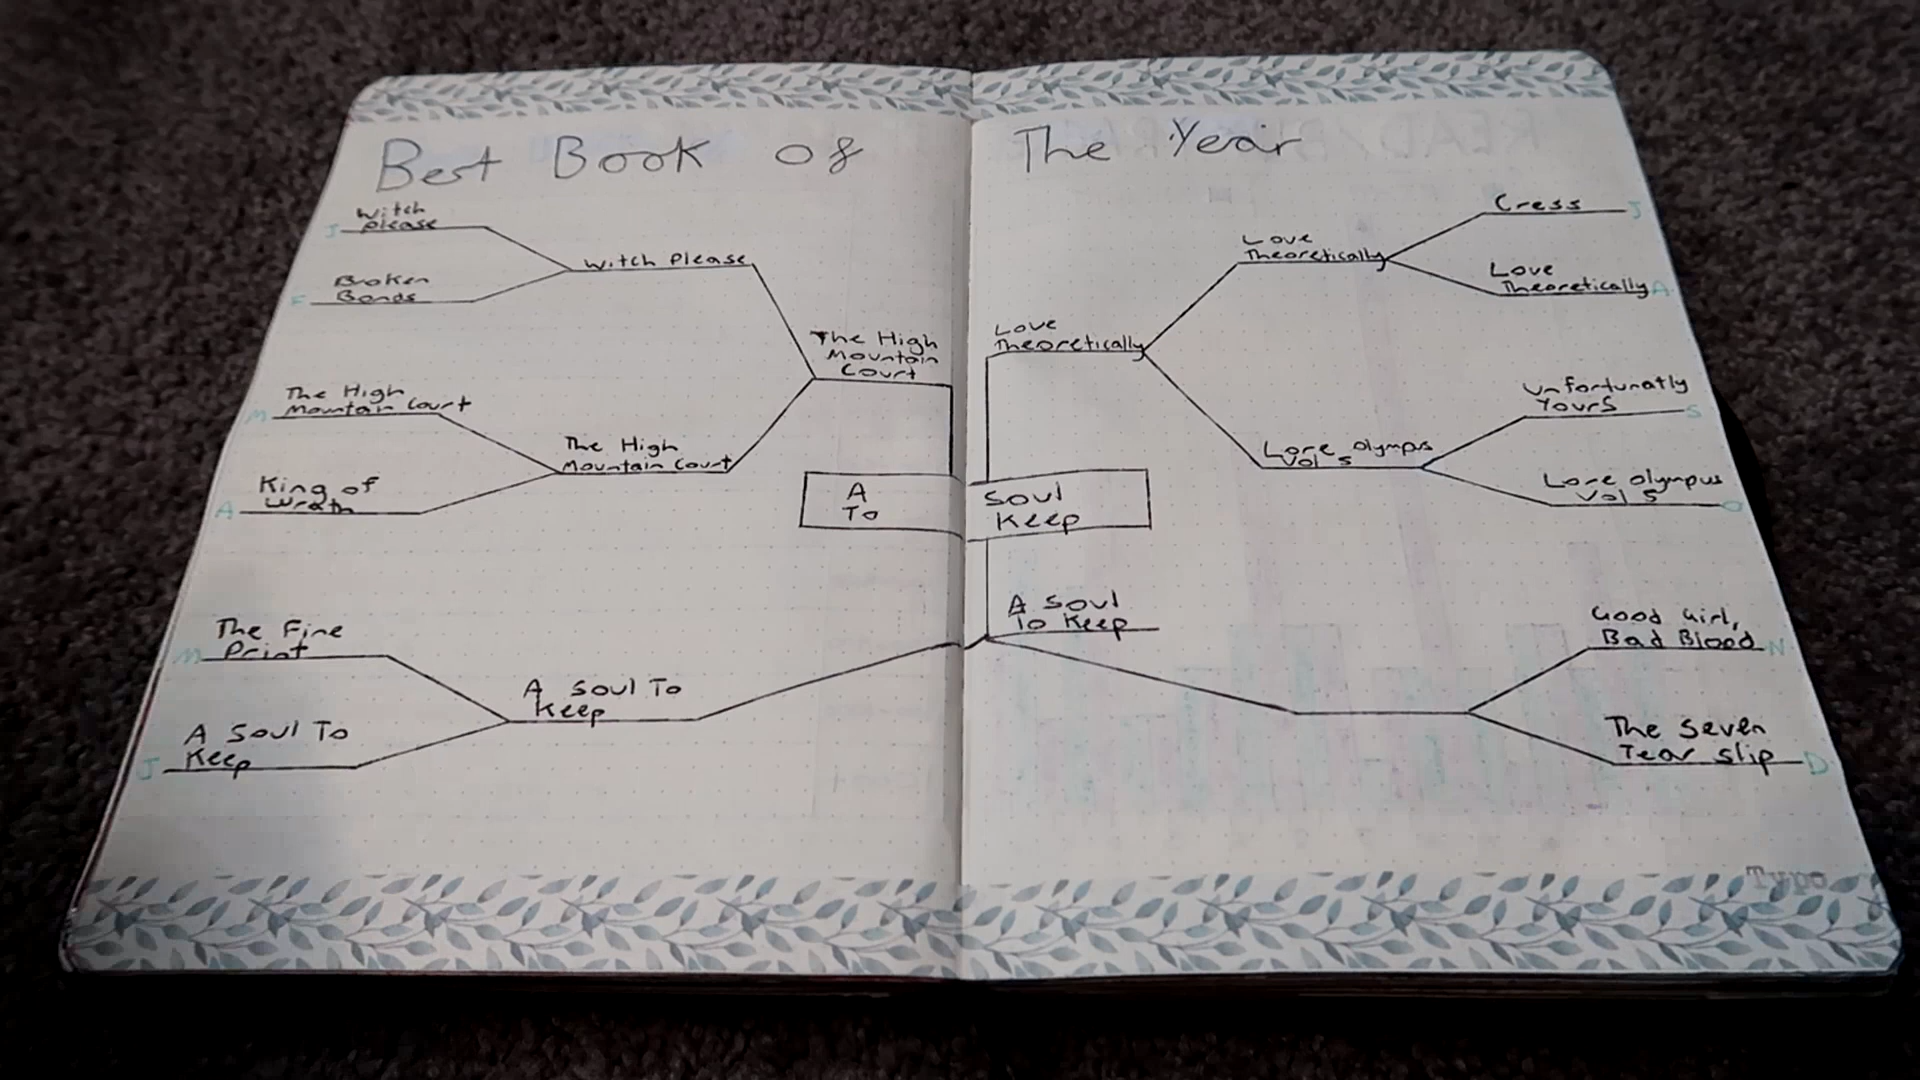 Best Book of The Year
J
Witch
Please
F
Broken
Bonds
Witch Please
M
The High
Mountain Court
A
King of
Wrath
The High
Mountain Court
The High
Mountain
Court
M
The Fine
Print
J
A Soul To
Keep
A Soul To
Keep
A Soul
To Keep
A Soul
To Keep
Love
Theoretically
Love
Theoretically
Cress
J
Love
Theoretically
A
Lore Olympus
Vol 5
Unfortunatly
Yours
S
Lore Olympus
Vol 5
O
Good Girl,
Bad Blood
N
The Seven
Year Slip
D
Typo